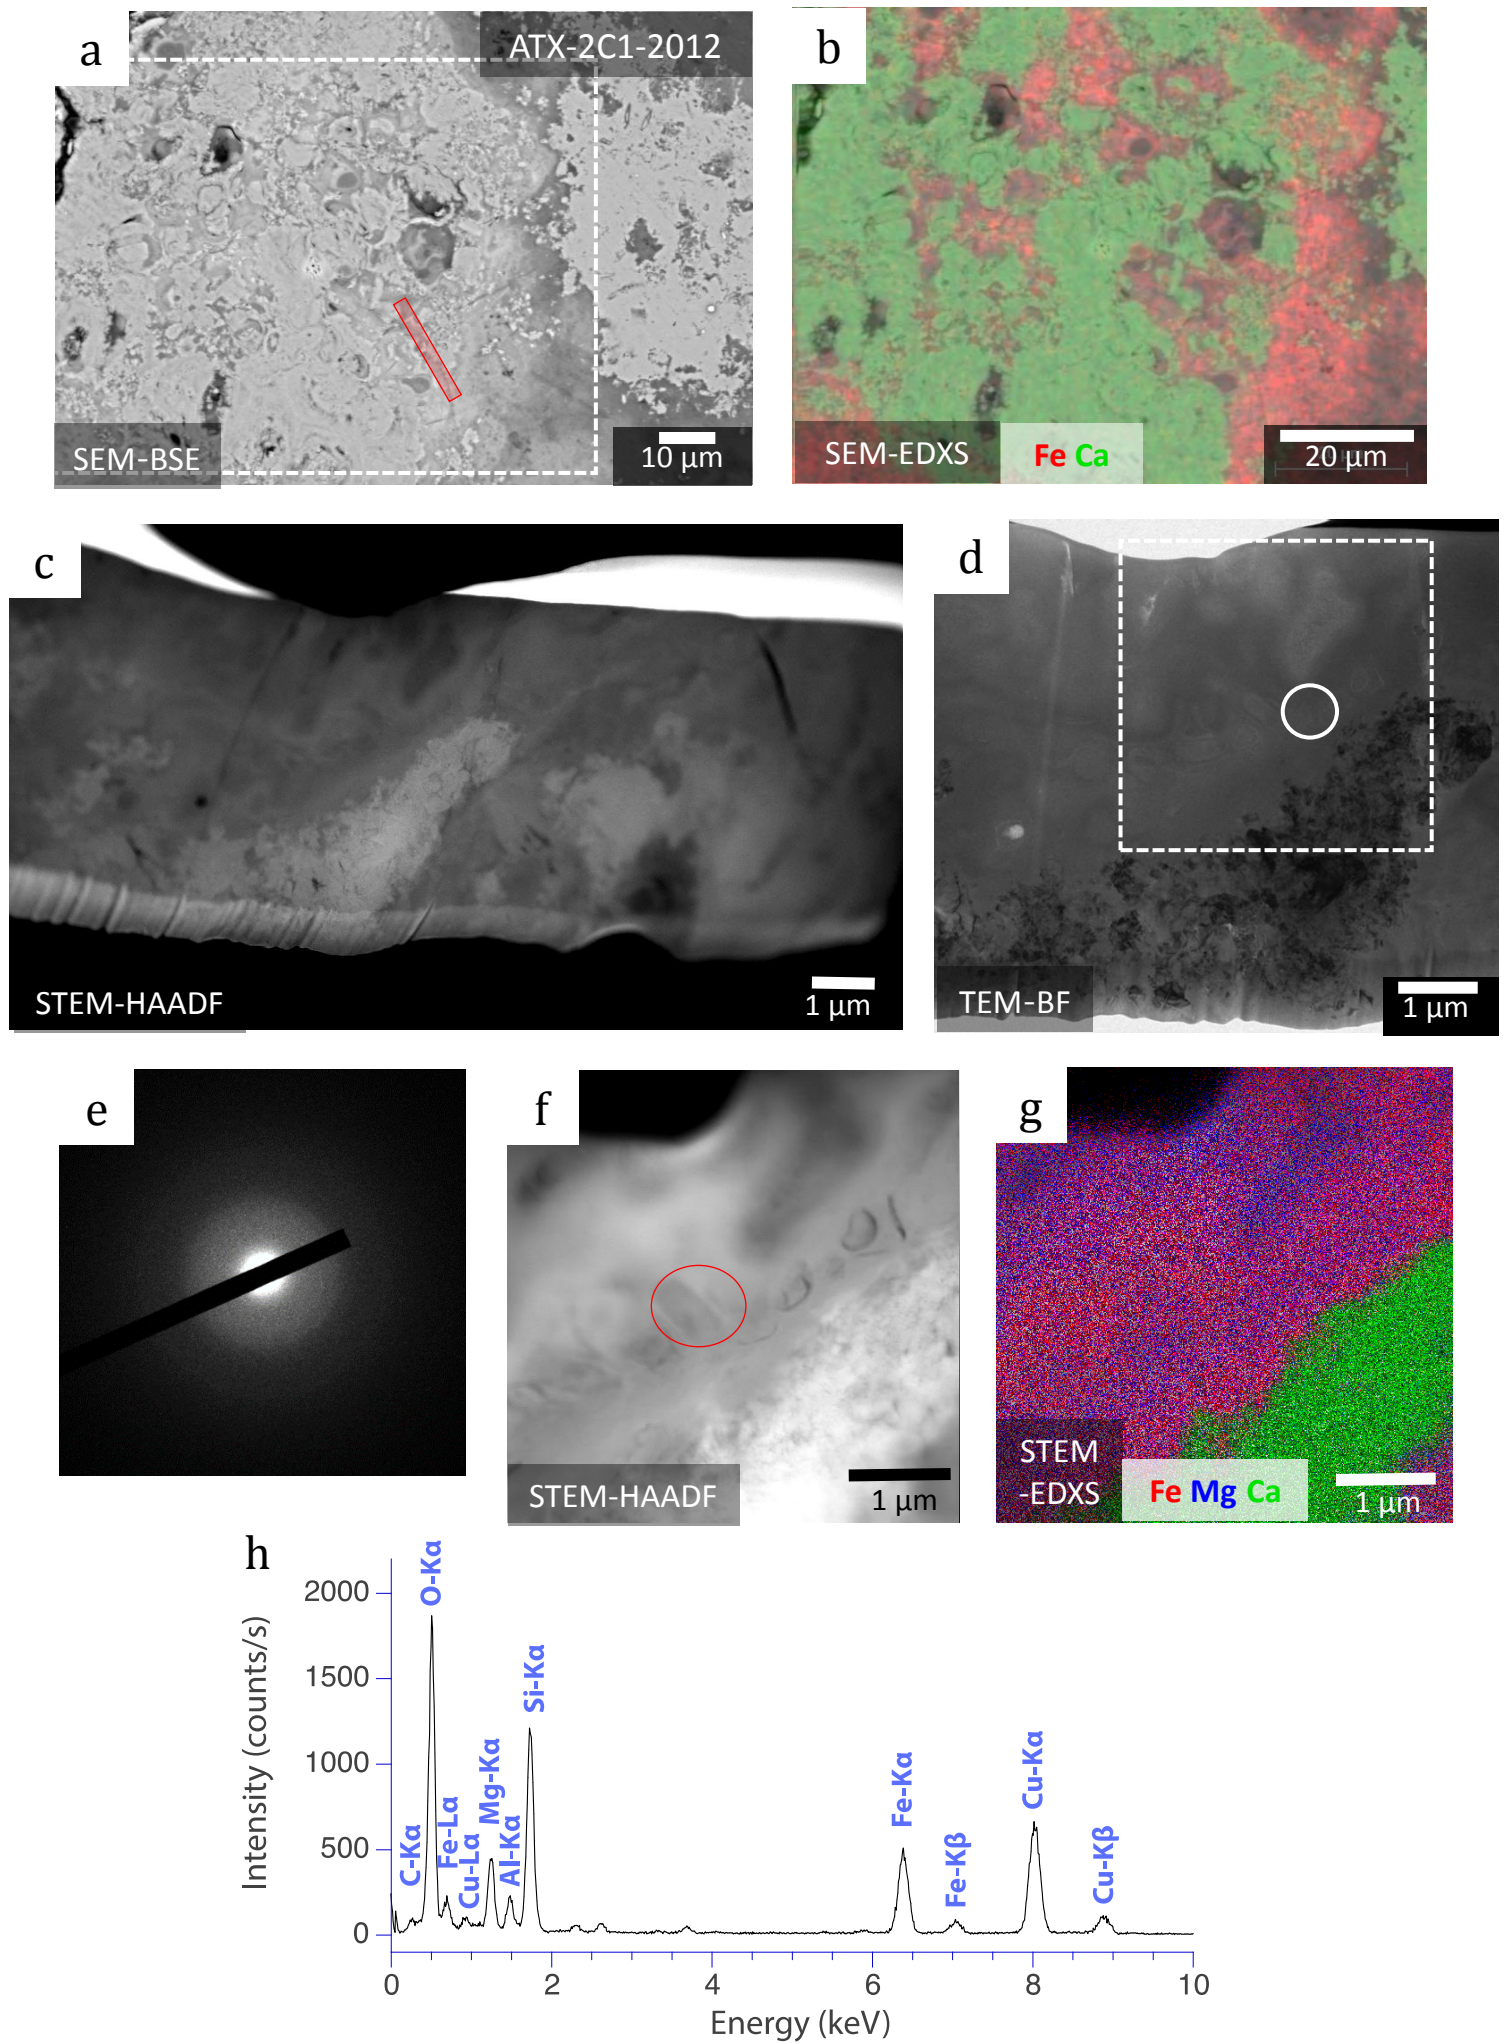 a
ATX-2C1-2012
SEM-BSE
10 µm
b
SEM-EDXS
Fe Ca
20 µm
c
STEM-HAADF
1 µm
d
TEM-BF
1 µm
e
f
STEM-HAADF
1 µm
g
STEM
-EDXS
Fe Mg Ca
1 µm
h
Intensity (counts/s)
2000
1500
1000
500
0
C-Kα
O-Kα
Fe-Lα
Cu-Lα
Mg-Kα
Al-Kα
Si-Kα
Fe-Kα
Fe-Kβ
Cu-Kα
Cu-Kβ
0 2 4 6 8 10
Energy (keV)